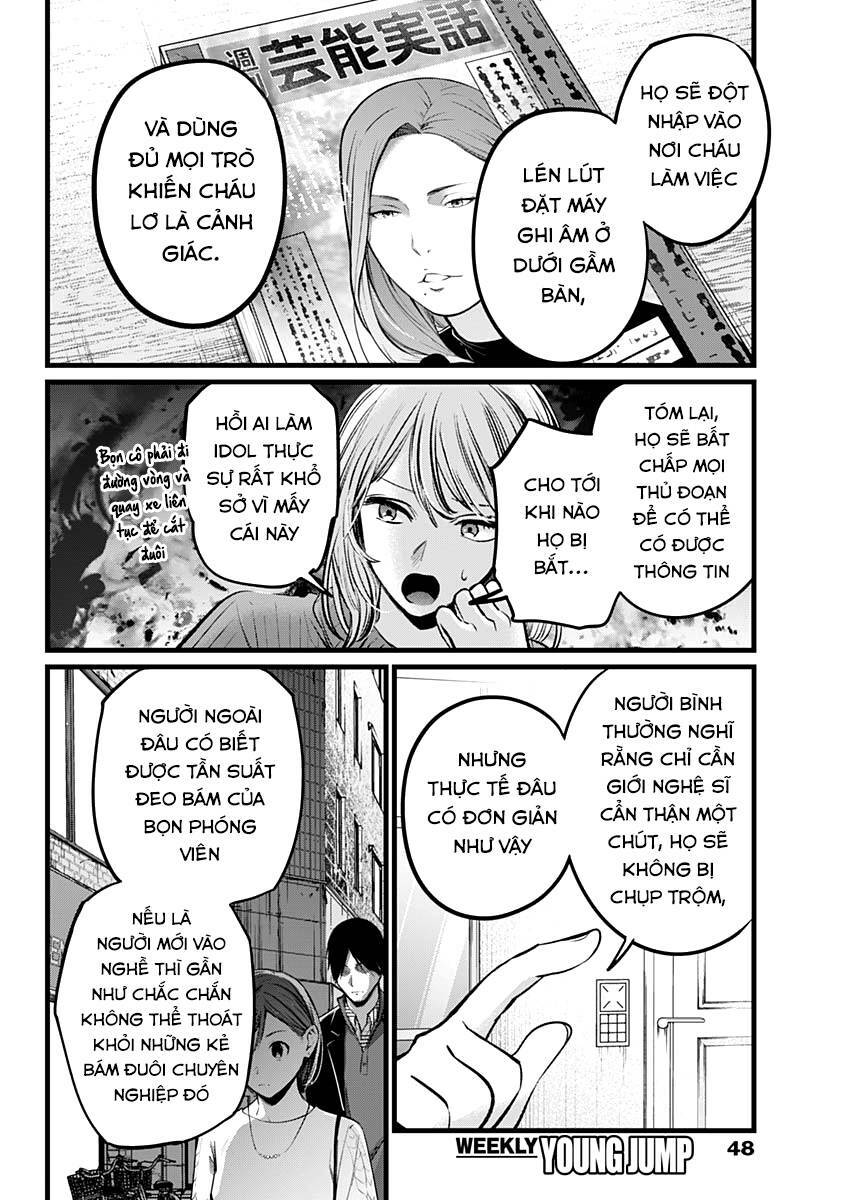 HỌ SẼ ĐỘT
NHẬP VÀO
NƠI CHÁU
LÀM VIỆC
LÉN LÚT
ĐẶT MÁY
GHI ÂM Ở
DƯỚI GẦM
BÀN,
週
芸能実話
VÀ DÙNG
ĐỦ MỌI TRÒ
KHIẾN CHÁU
LƠ LÀ CẢNH
GIÁC.
TÓM LẠI,
HỌ SẼ BẤT
CHẤP MỌI
THỦ ĐOẠN
ĐỂ CÓ THỂ
CÓ ĐƯỢC
THÔNG TIN
CHO TỚI
KHI NÀO
HỌ BỊ
BẮT...
HỒI AI LÀM
IDOL THỰC
SỰ RẤT KHỔ
SỞ VÌ MẤY
CÁI NÀY
Bọn cô phải đi
đường vòng và
quay xe liên
tục để cắt
đuôi
NGƯỜI BÌNH
THƯỜNG NGHĨ
RẰNG CHỈ CẦN
GIỚI NGHỆ SĨ
CẨN THẬN MỘT
CHÚT, HỌ SẼ
KHÔNG BỊ
CHỤP TRỘM,
NHƯNG
THỰC TẾ ĐÂU
CÓ ĐƠN GIẢN
NHƯ VẬY
NGƯỜI NGOÀI
ĐÂU CÓ BIẾT
ĐƯỢC TẦN SUẤT
ĐEO BÁM CỦA
BỌN PHÓNG
VIÊN
NẾU LÀ
NGƯỜI MỚI VÀO
NGHỀ THÌ GẦN
NHƯ CHẮC CHẮN
KHÔNG THỂ THOÁT
KHỎI NHỮNG KẺ
BÁM ĐUÔI CHUYÊN
NGHIỆP ĐÓ
WEEKLY YOUNG JUMP
48